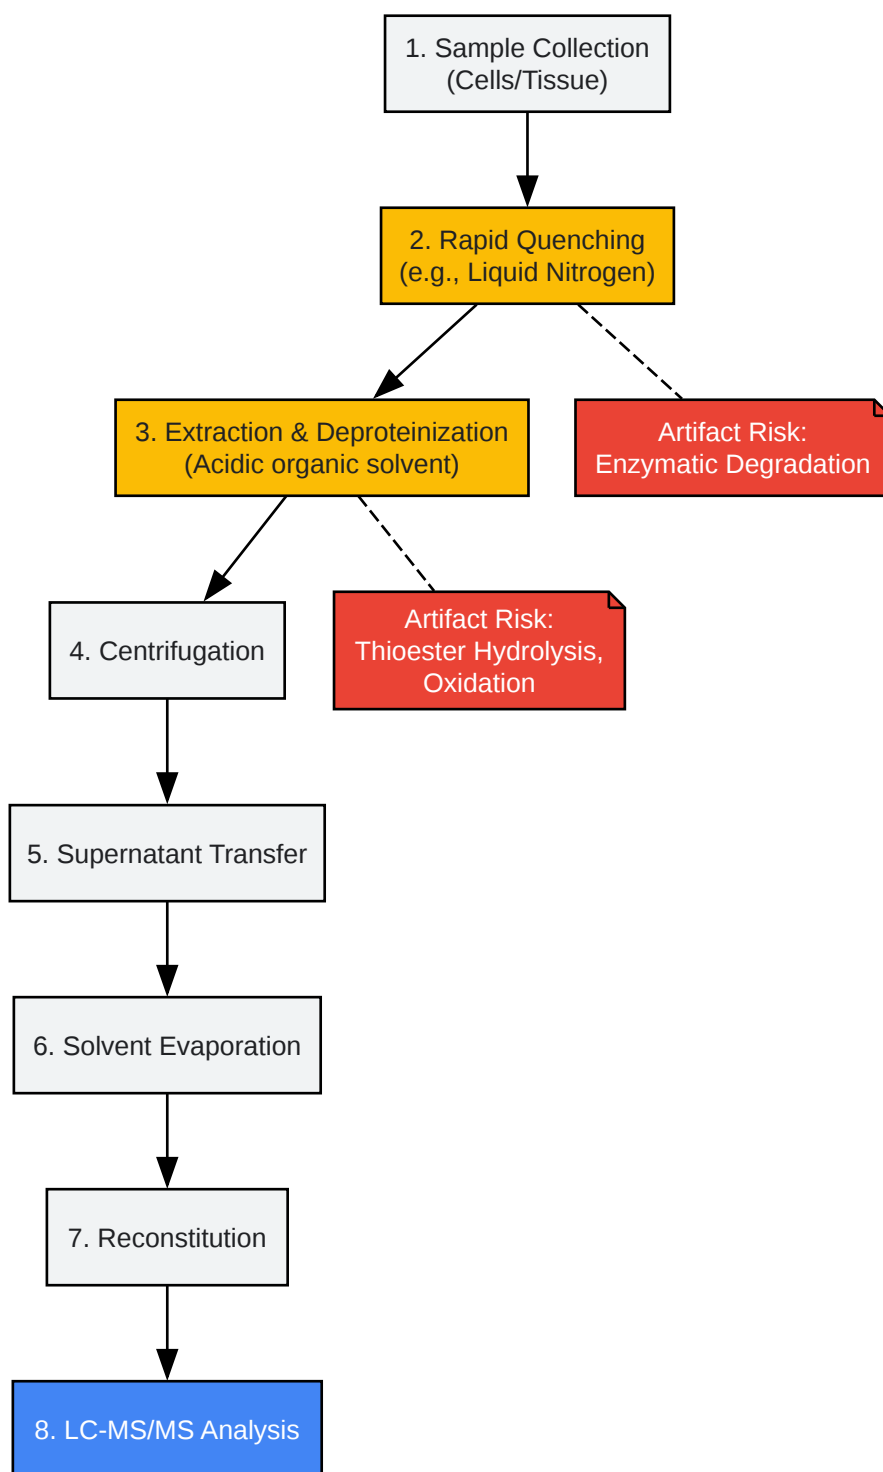 1. Sample Collection
(Cells/Tissue)
2. Rapid Quenching
(e.g., Liquid Nitrogen)
3. Extraction & Deproteinization
(Acidic organic solvent)
Artifact Risk:
Enzymatic Degradation
4. Centrifugation
Artifact Risk:
Thioester Hydrolysis,
Oxidation
5. Supernatant Transfer
6. Solvent Evaporation
7. Reconstitution
8. LC-MS/MS Analysis